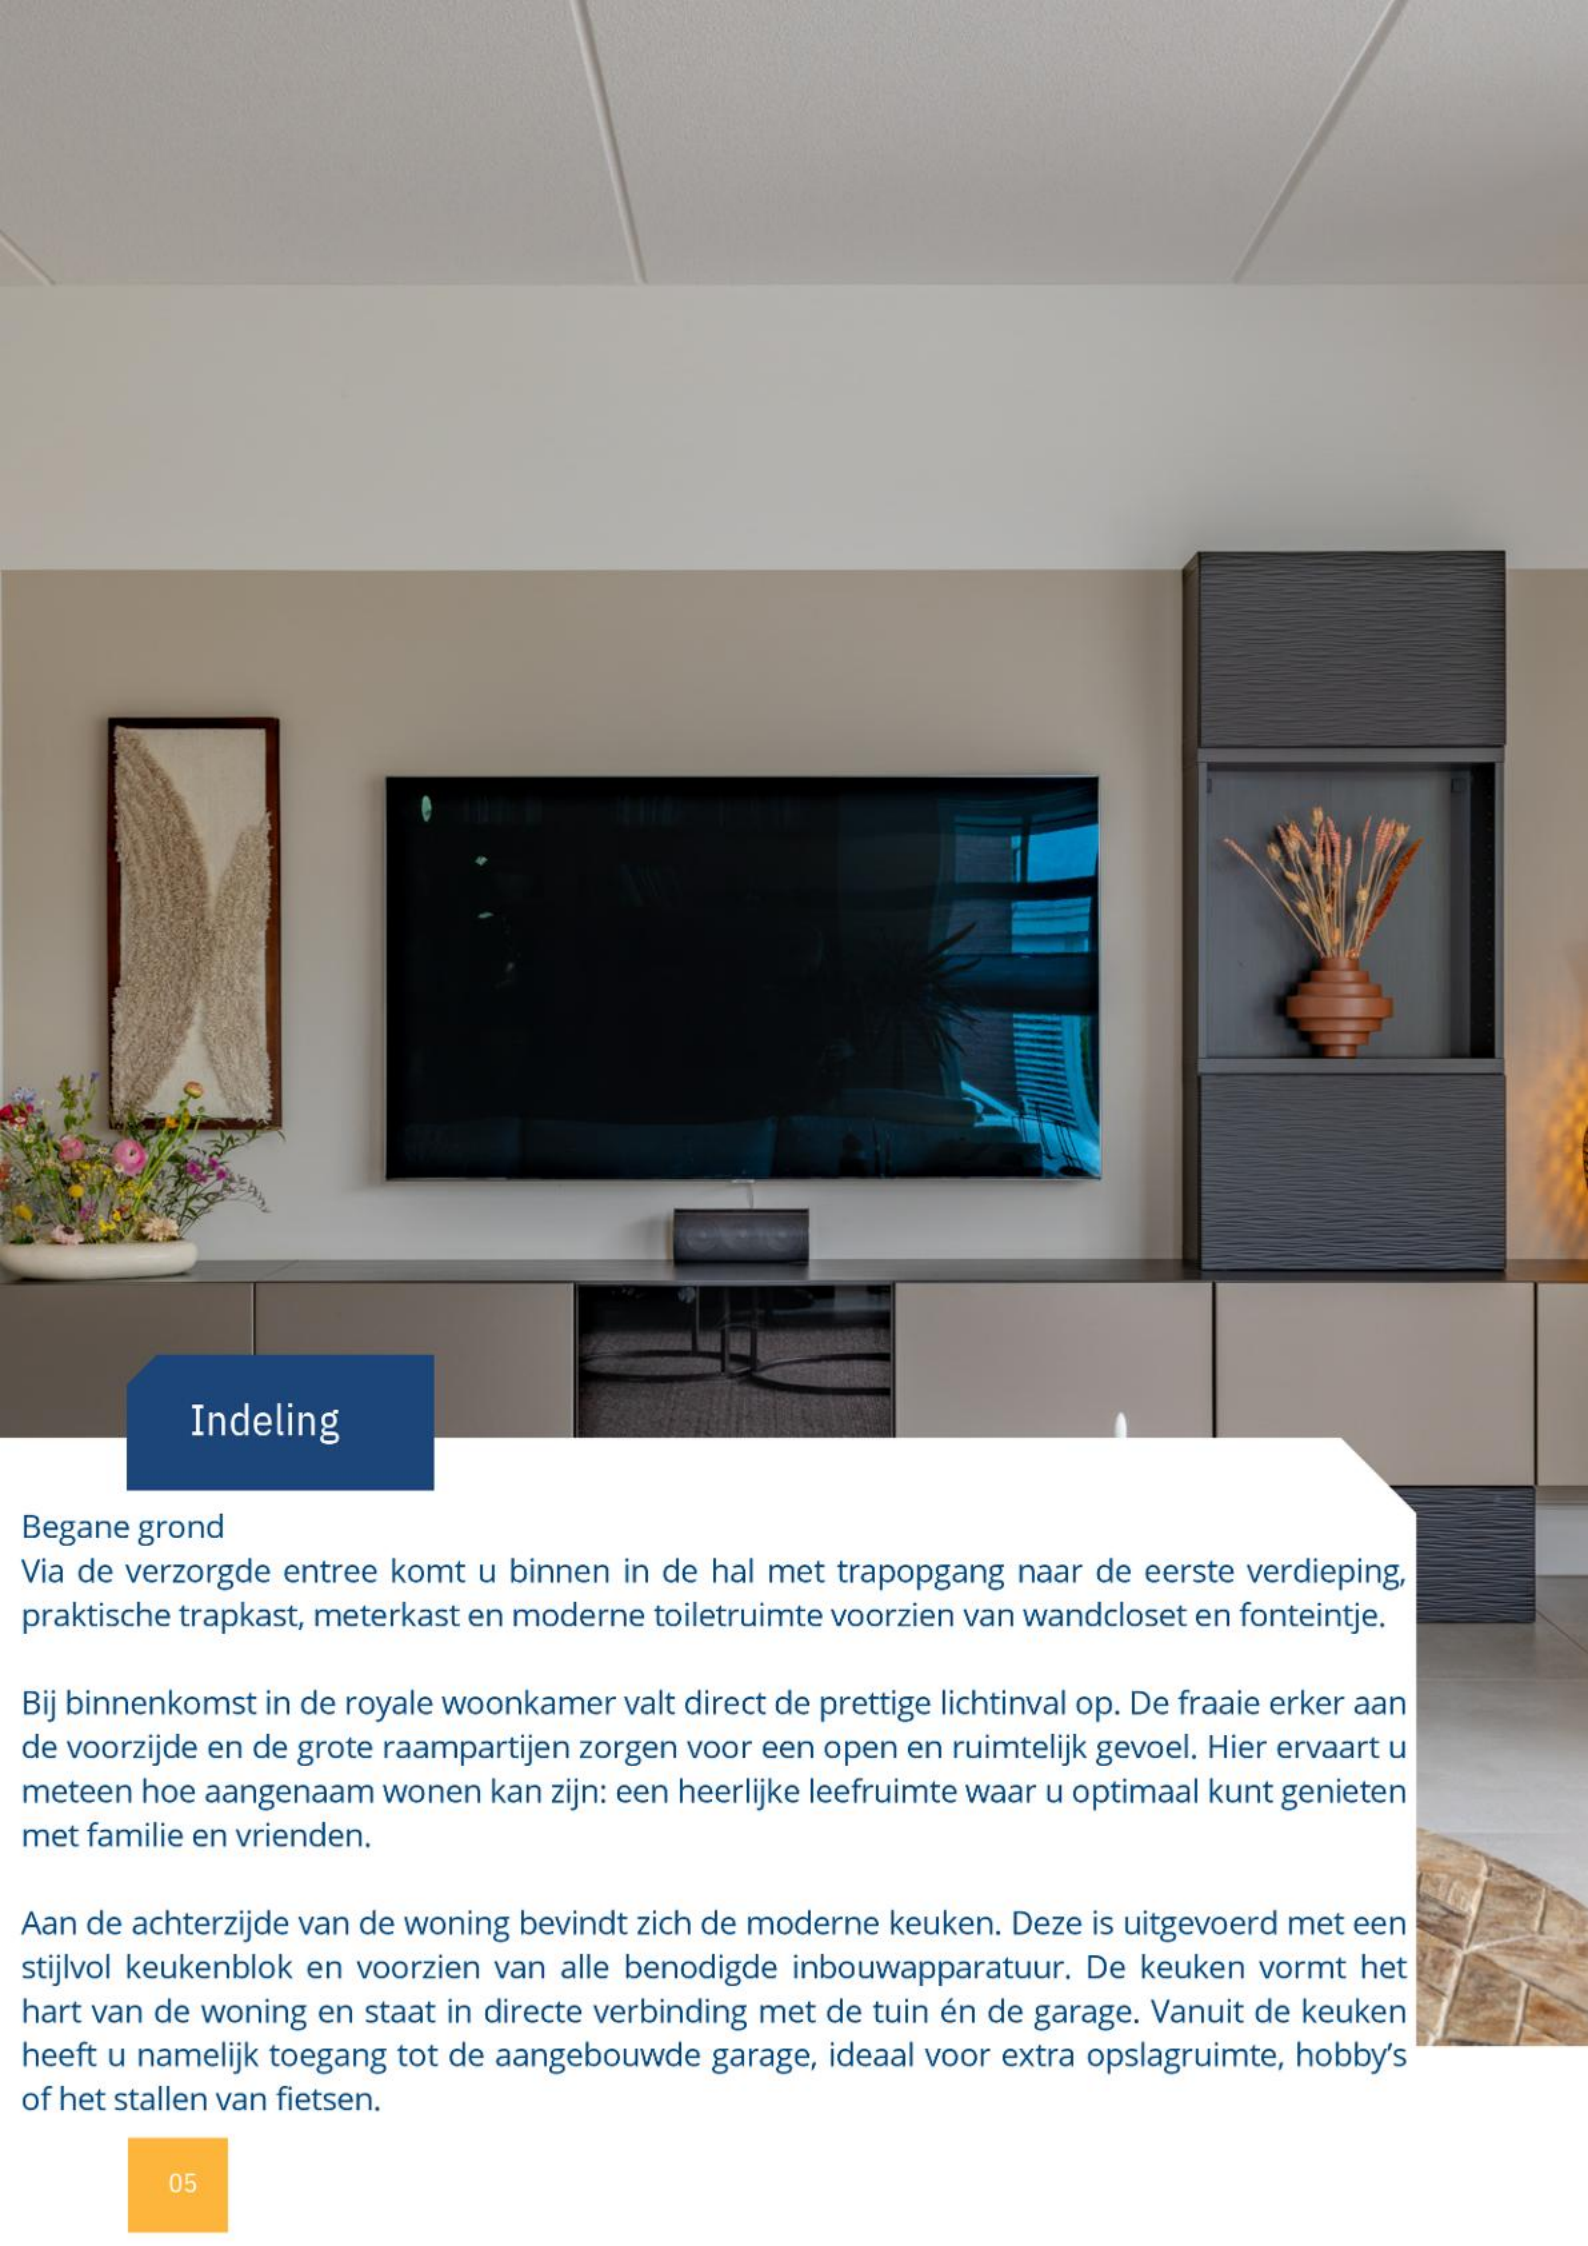 Indeling
Begane grond
Via de verzorgde entree komt u binnen in de hal met trapopgang naar de eerste verdieping,
praktische trapkast, meterkast en moderne toiletruimte voorzien van wandcloset en fonteintje.
Bij binnenkomst in de royale woonkamer valt direct de prettige lichtinval op. De fraaie erker aan
de voorzijde en de grote raampartijen zorgen voor een open en ruimtelijk gevoel. Hier ervaart u
meteen hoe aangenaam wonen kan zijn: een heerlijke leefruimte waar u optimaal kunt genieten
met familie en vrienden.
Aan de achterzijde van de woning bevindt zich de moderne keuken. Deze is uitgevoerd met een
stijlvol keukenblok en voorzien van alle benodigde inbouwapparatuur. De keuken vormt het
hart van de woning en staat in directe verbinding met de tuin én de garage. Vanuit de keuken
heeft u namelijk toegang tot de aangebouwde garage, ideaal voor extra opslagruimte, hobby’s
of het stallen van fietsen.
05